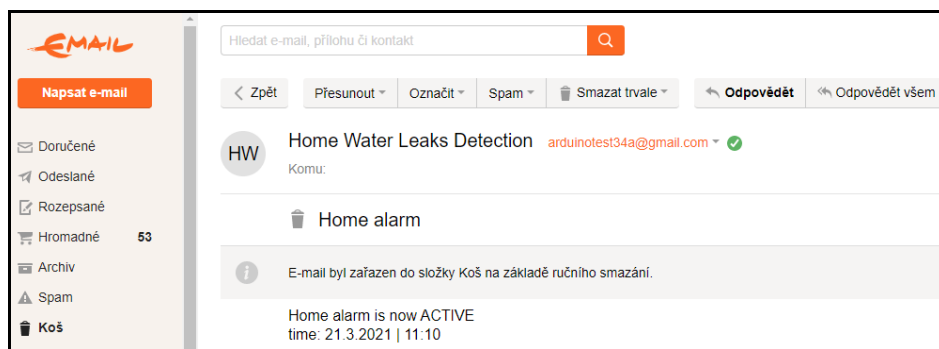 EMAIL
Hledat e-mail, přílohu či kontakt
Napsat e-mail
Zpět Přesunout Označit Spam Smazat trvale Odpovědět Odpovědět všem
Doručené
Odeslané
Rozepsané
Hromadné 53
Archiv
Spam
Koš
HW
Home Water Leaks Detection arduinotest34a@gmail.com
Komu:
Home alarm
E-mail byl zařazen do složky Koš na základě ručního smazání.
Home alarm is now ACTIVE
time: 21.3.2021 | 11:10